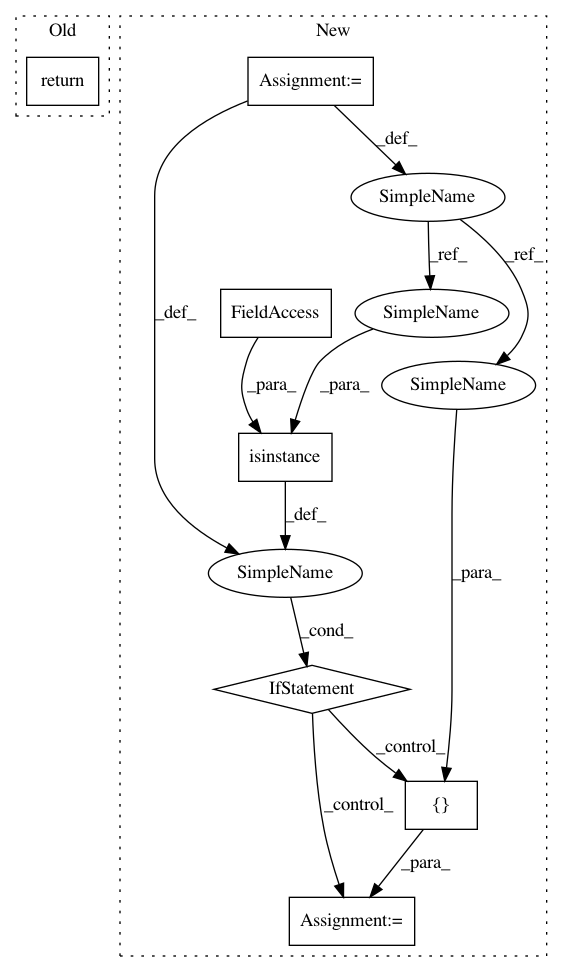 Old
New
return
Assignment:=
_def_
SimpleName
_ref_
_ref_
_def_
FieldAccess
SimpleName
SimpleName
_para_
_para_
isinstance
_def_
SimpleName
_para_
_cond_
IfStatement
_control_
{}
_control_
_para_
Assignment:=